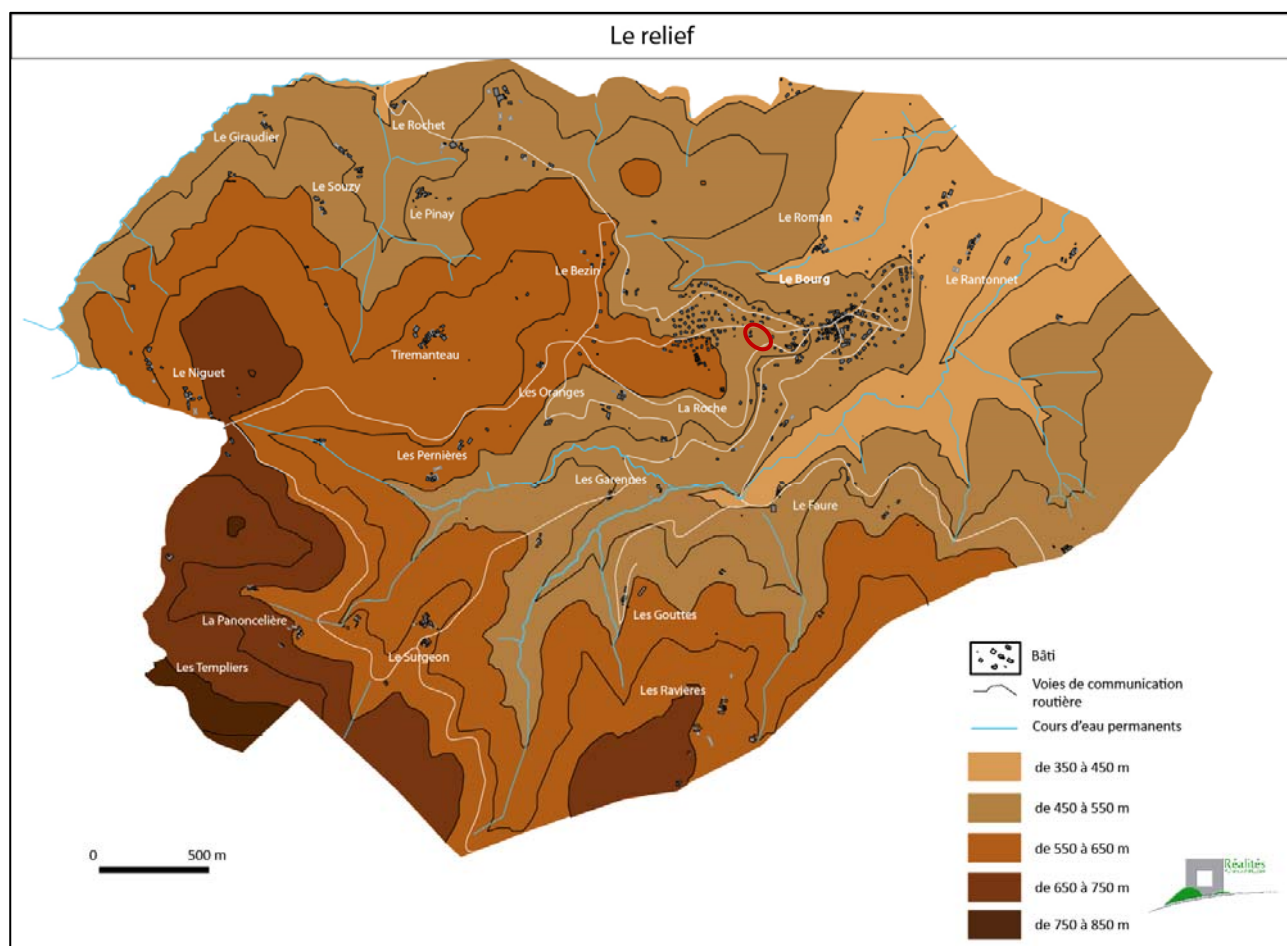 Le relief
Le Rochet
Le Giraudier
Le Souzy
Le Pinay
Le Roman
Le Bezin
Le Bourg
Le Rantonnet
Tiremanteau
Le Niguet
Les Oranges
La Roche
Les Pernières
Les Garennes
Le Faure
La Panoncelière
Les Gouttes
Le Surgeon
Les Templiers
Les Ravières
Bâti
Voies de communication
routière
Cours d'eau permanents
de 350 à 450 m
de 450 à 550 m
de 550 à 650 m
de 650 à 750 m
de 750 à 850 m
0 500 m
Réalités